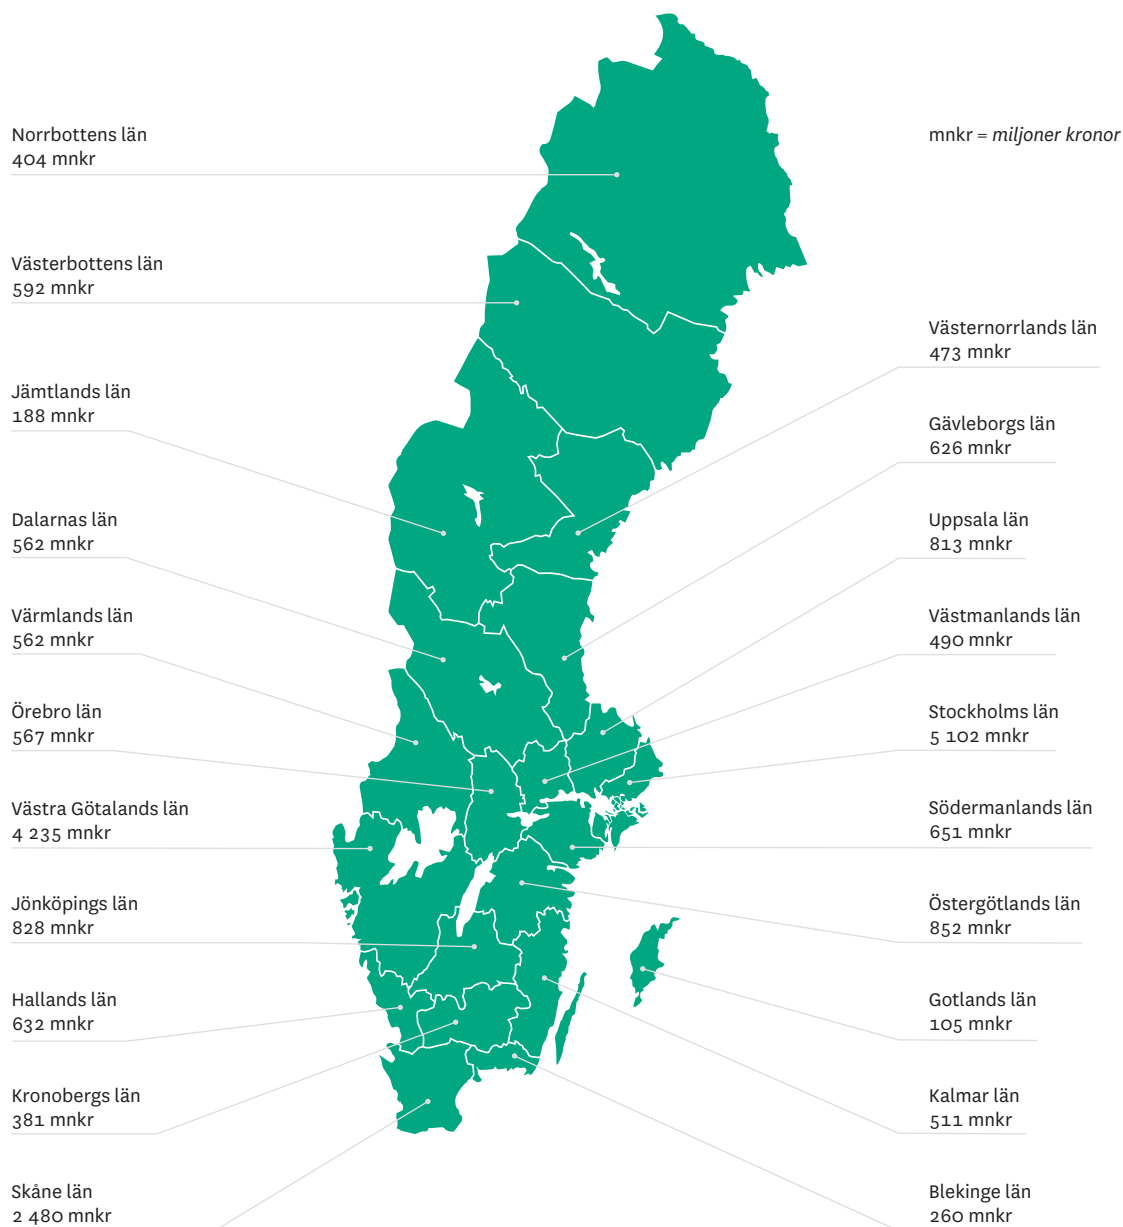 Norrbottens län
404 mnkr
Västerbottens län
592 mnkr
Jämtlands län
188 mnkr
Dalarnas län
562 mnkr
Värmlands län
562 mnkr
Örebro län
567 mnkr
Västra Götalands län
4 235 mnkr
Jönköpings län
828 mnkr
Hallands län
632 mnkr
Kronobergs län
381 mnkr
Skåne län
2 480 mnkr
mnkr = miljoner kronor
Västernorrlands län
473 mnkr
Gävleborgs län
626 mnkr
Uppsala län
813 mnkr
Västmanlands län
490 mnkr
Stockholms län
5 102 mnkr
Södermanlands län
651 mnkr
Östergötlands län
852 mnkr
Gotlands län
105 mnkr
Kalmar län
511 mnkr
Blekinge län
260 mnkr